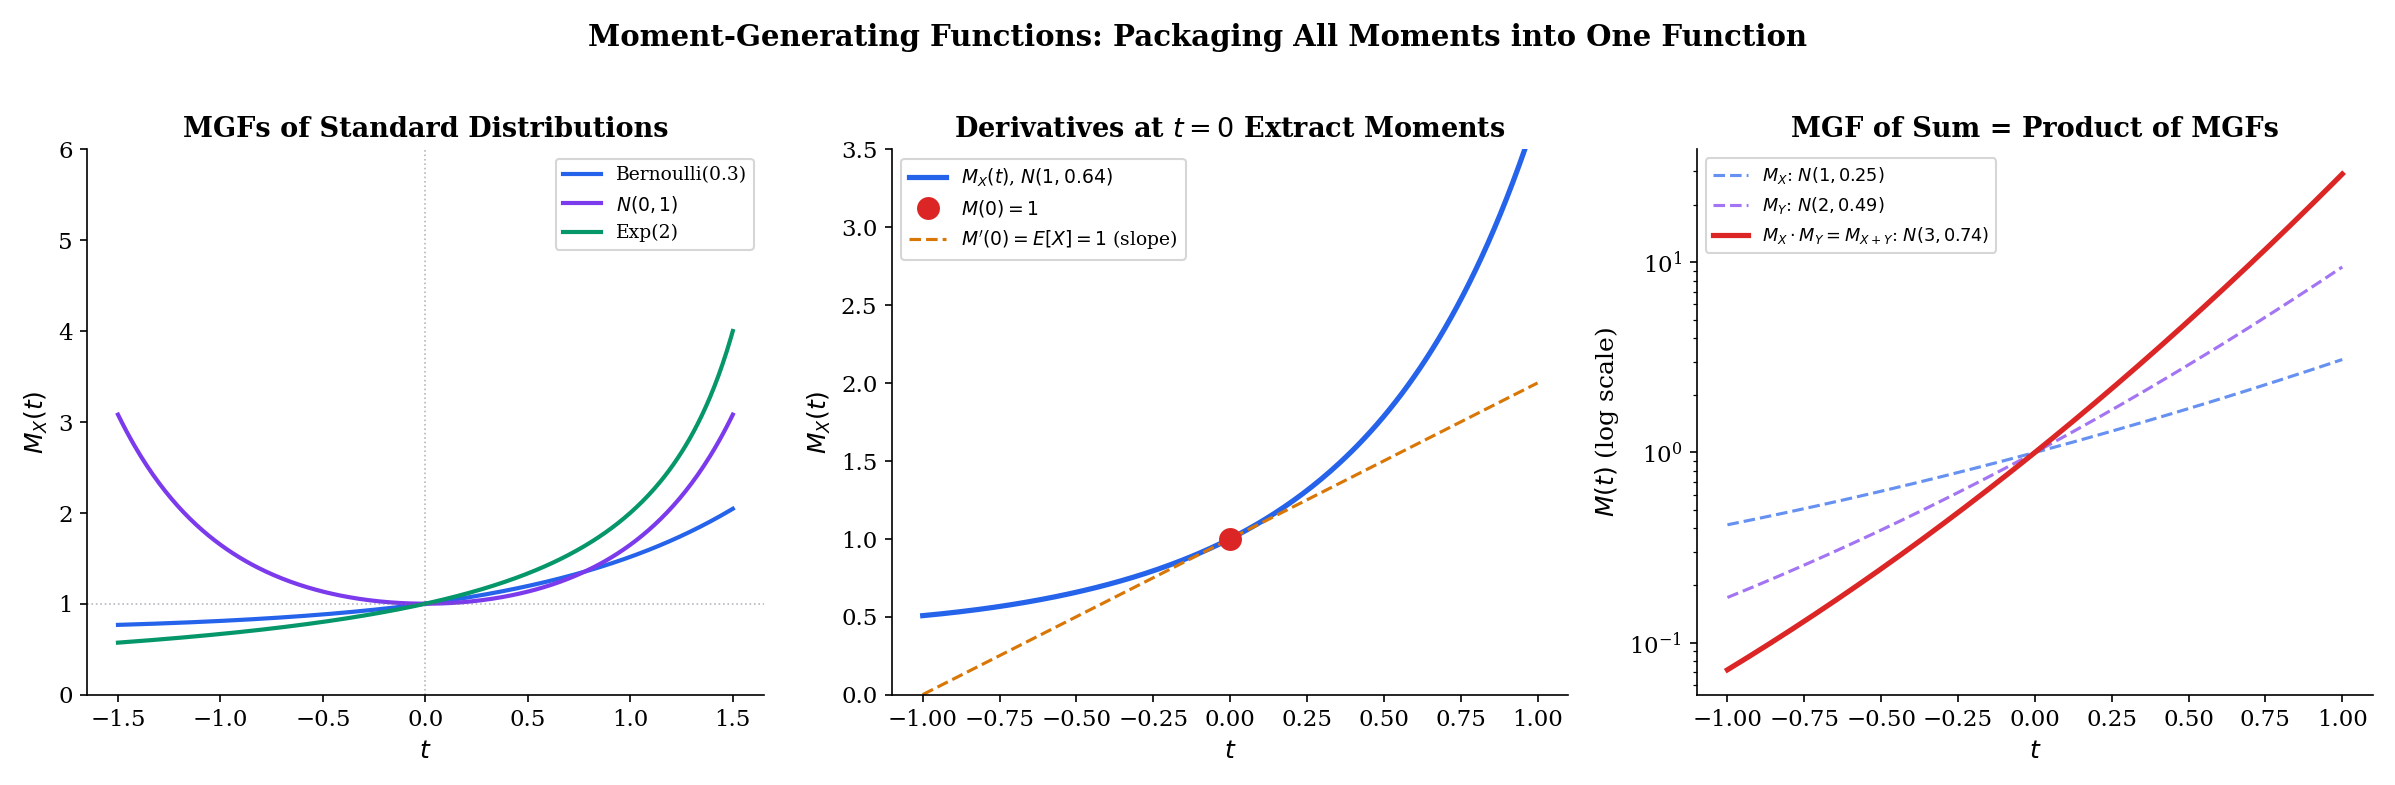 Moment-Generating Functions: Packaging All Moments into One Function
MGFs of Standard Distributions
Bernoulli(0.3)
N(0, 1)
Exp(2)
M_X(t)
6
5
4
3
2
1
0
−1.5 −1.0 −0.5 0.0 0.5 1.0 1.5
t
Derivatives at t = 0 Extract Moments
M_X(t), N(1, 0.64)
M(0) = 1
M′(0) = E[X] = 1 (slope)
M_X(t)
3.5
3.0
2.5
2.0
1.5
1.0
0.5
0.0
−1.00 −0.75 −0.50 −0.25 0.00 0.25 0.50 0.75 1.00
t
MGF of Sum = Product of MGFs
M_X: N(1, 0.25)
M_Y: N(2, 0.49)
M_X · M_Y = M_{X+Y}: N(3, 0.74)
M(t) (log scale)
10¹
10⁰
10⁻¹
−1.00 −0.75 −0.50 −0.25 0.00 0.25 0.50 0.75 1.00
t